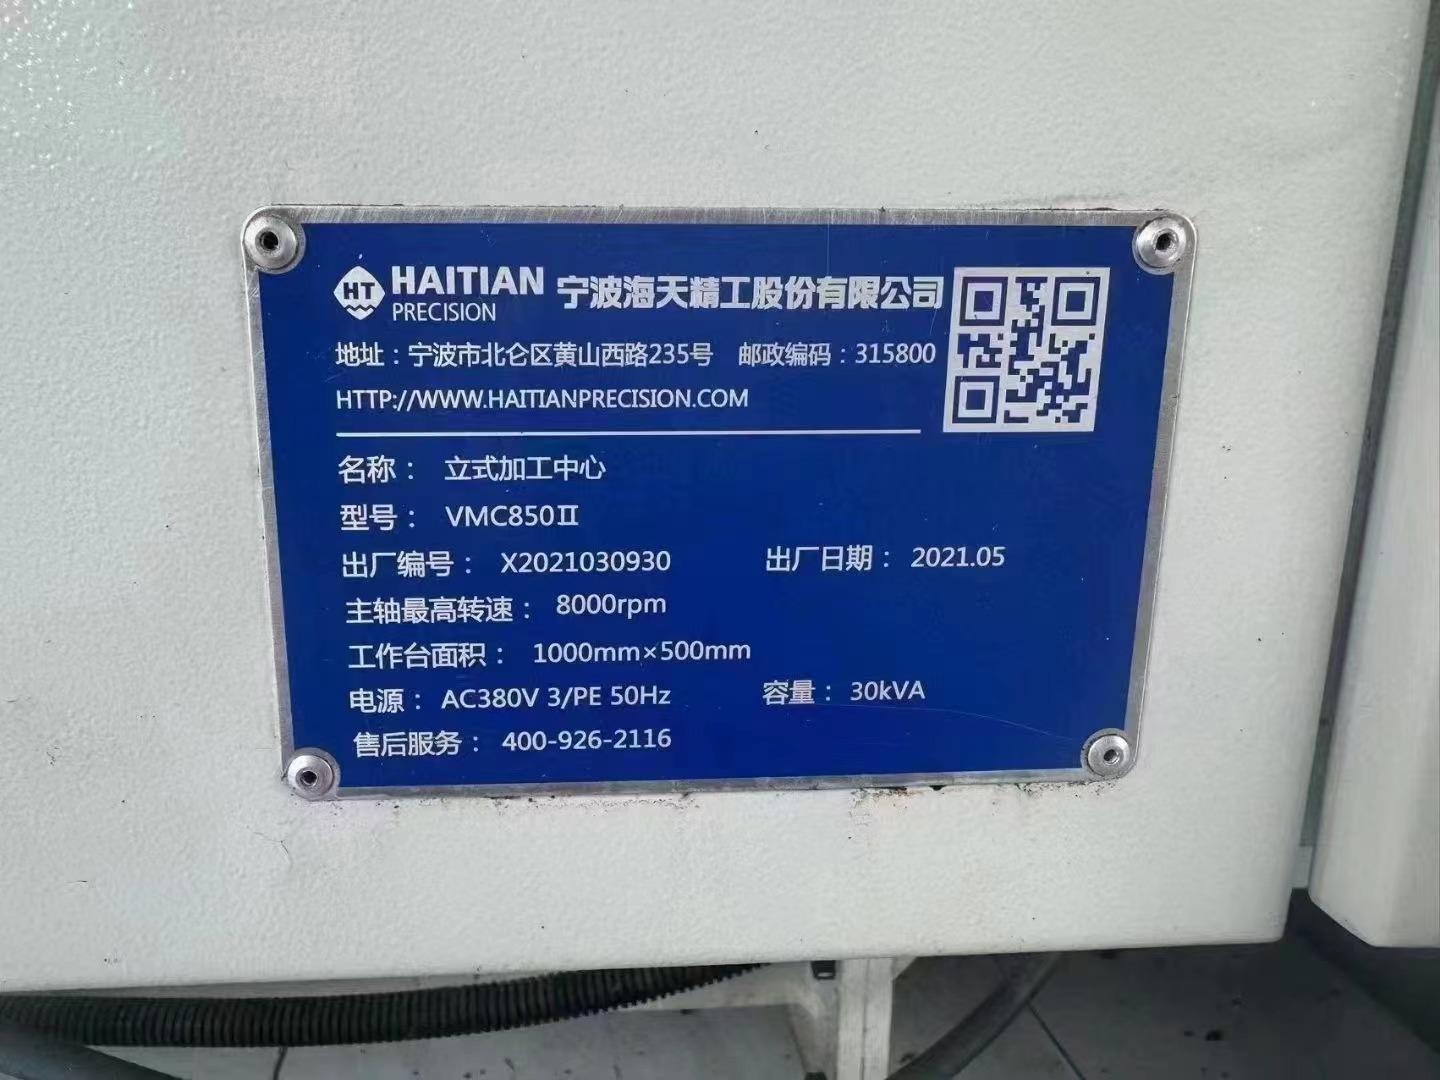 HT HAITIAN PRECISION 宁波海天精工股份有限公司
地址：宁波市北仑区黄山西路235号 邮政编码：315800
HTTP://WWW.HAITIANPRECISION.COM
名称： 立式加工中心
型号： VMC850Ⅱ
出厂编号： X2021030930 出厂日期： 2021.05
主轴最高转速： 8000rpm
工作台面积： 1000mm×500mm
电源： AC380V 3/PE 50Hz 容量： 30kVA
售后服务： 400-926-2116